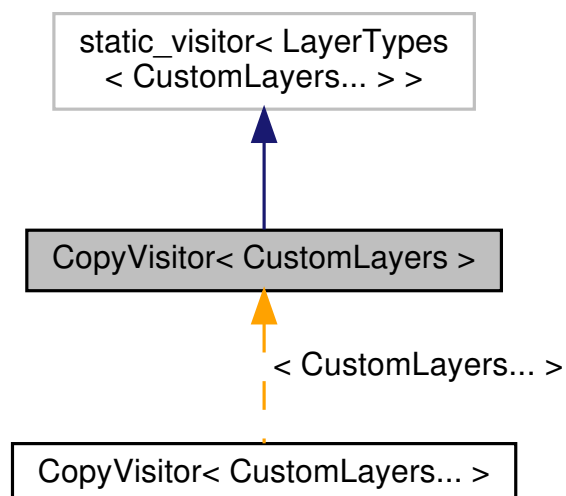 static_visitor< LayerTypes
< CustomLayers... > >
CopyVisitor< CustomLayers >
< CustomLayers... >
CopyVisitor< CustomLayers... >